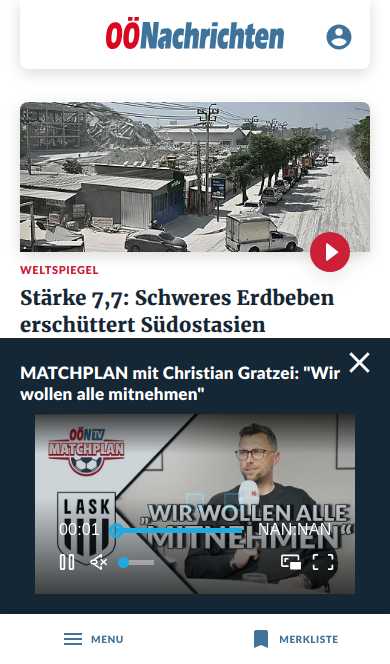 OÖNachrichten
WELTSPIEGEL
Stärke 7,7: Schweres Erdbeben
erschüttert Südostasien
MATCHPLAN mit Christian Gratzei: "Wir
wollen alle mitnehmen"
OÖN TV
MATCHPLAN
LASK
„WIR WOLLEN ALLE
MITNEHMEN“
00:01
NAN:NAN
MENU
MERKLISTE